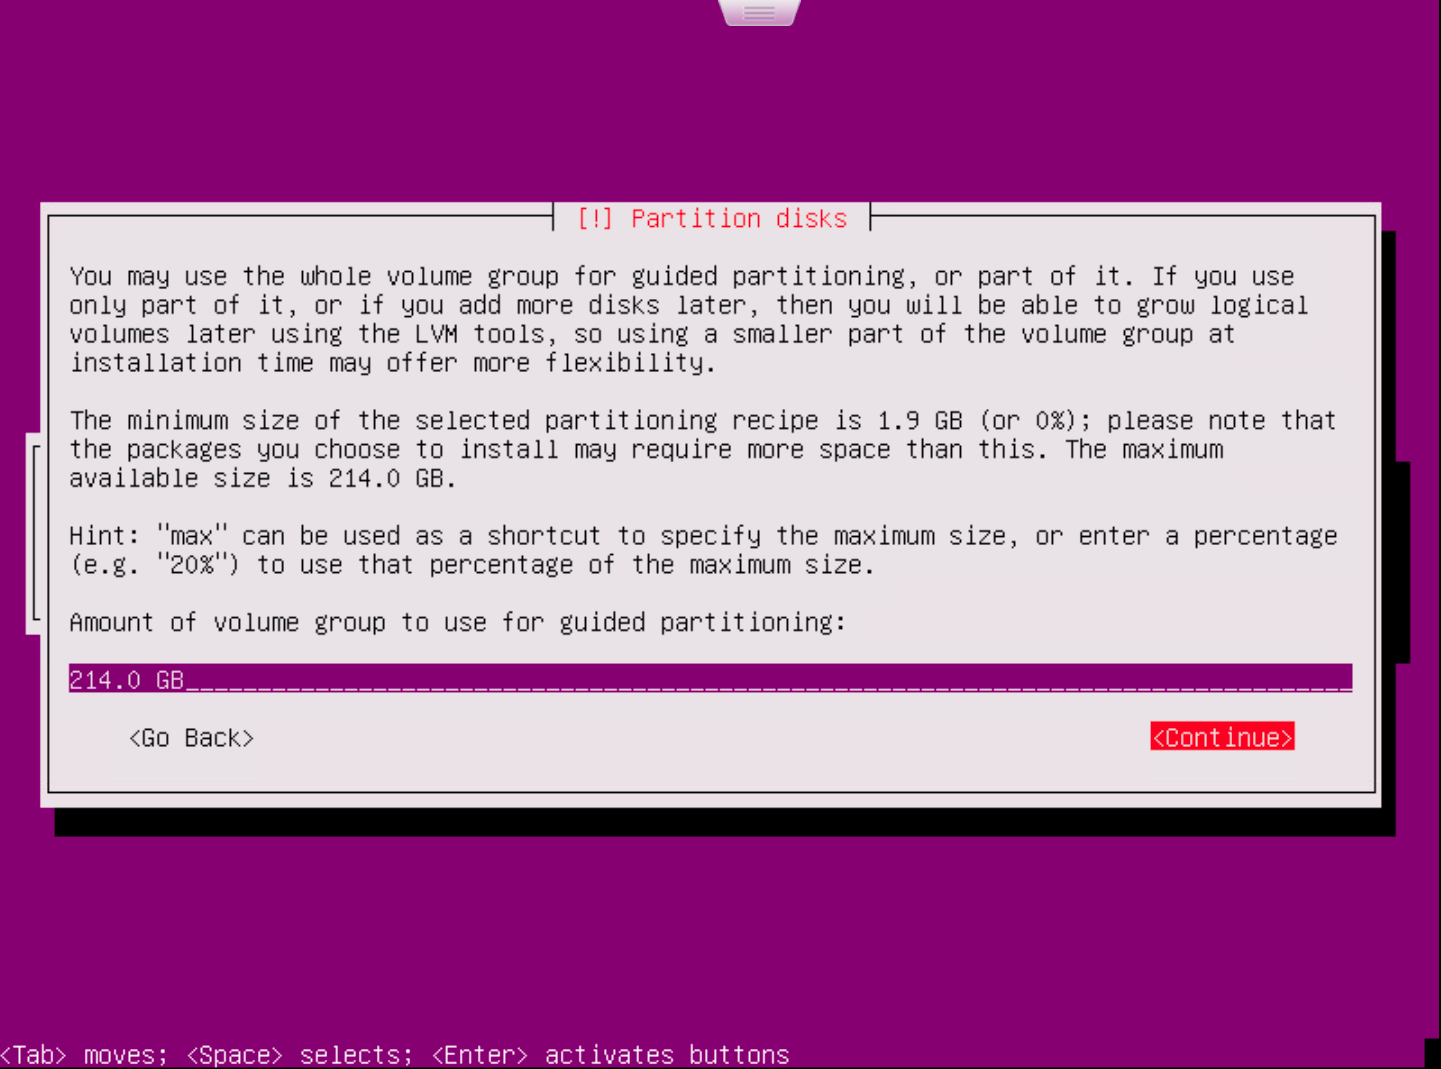 [!] Partition disks
You may use the whole volume group for guided partitioning, or part of it. If you use
only part of it, or if you add more disks later, then you will be able to grow logical
volumes later using the LVM tools, so using a smaller part of the volume group at
installation time may offer more flexibility.
The minimum size of the selected partitioning recipe is 1.9 GB (or 0%); please note that
the packages you choose to install may require more space than this. The maximum
available size is 214.0 GB.
Hint: "max" can be used as a shortcut to specify the maximum size, or enter a percentage
(e.g. "20%") to use that percentage of the maximum size.
Amount of volume group to use for guided partitioning:
214.0 GB
<Go Back> <Continue>
<Tab> moves; <Space> selects; <Enter> activates buttons